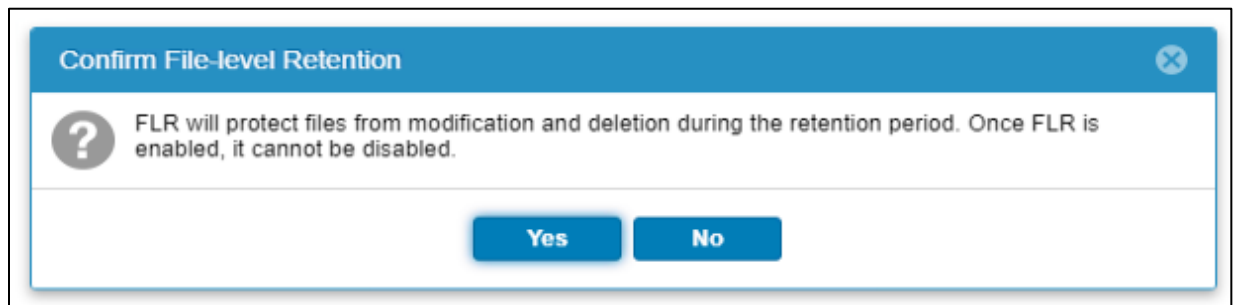 Confirm File-level Retention
FLR will protect files from modification and deletion during the retention period. Once FLR is
enabled, it cannot be disabled.
Yes No